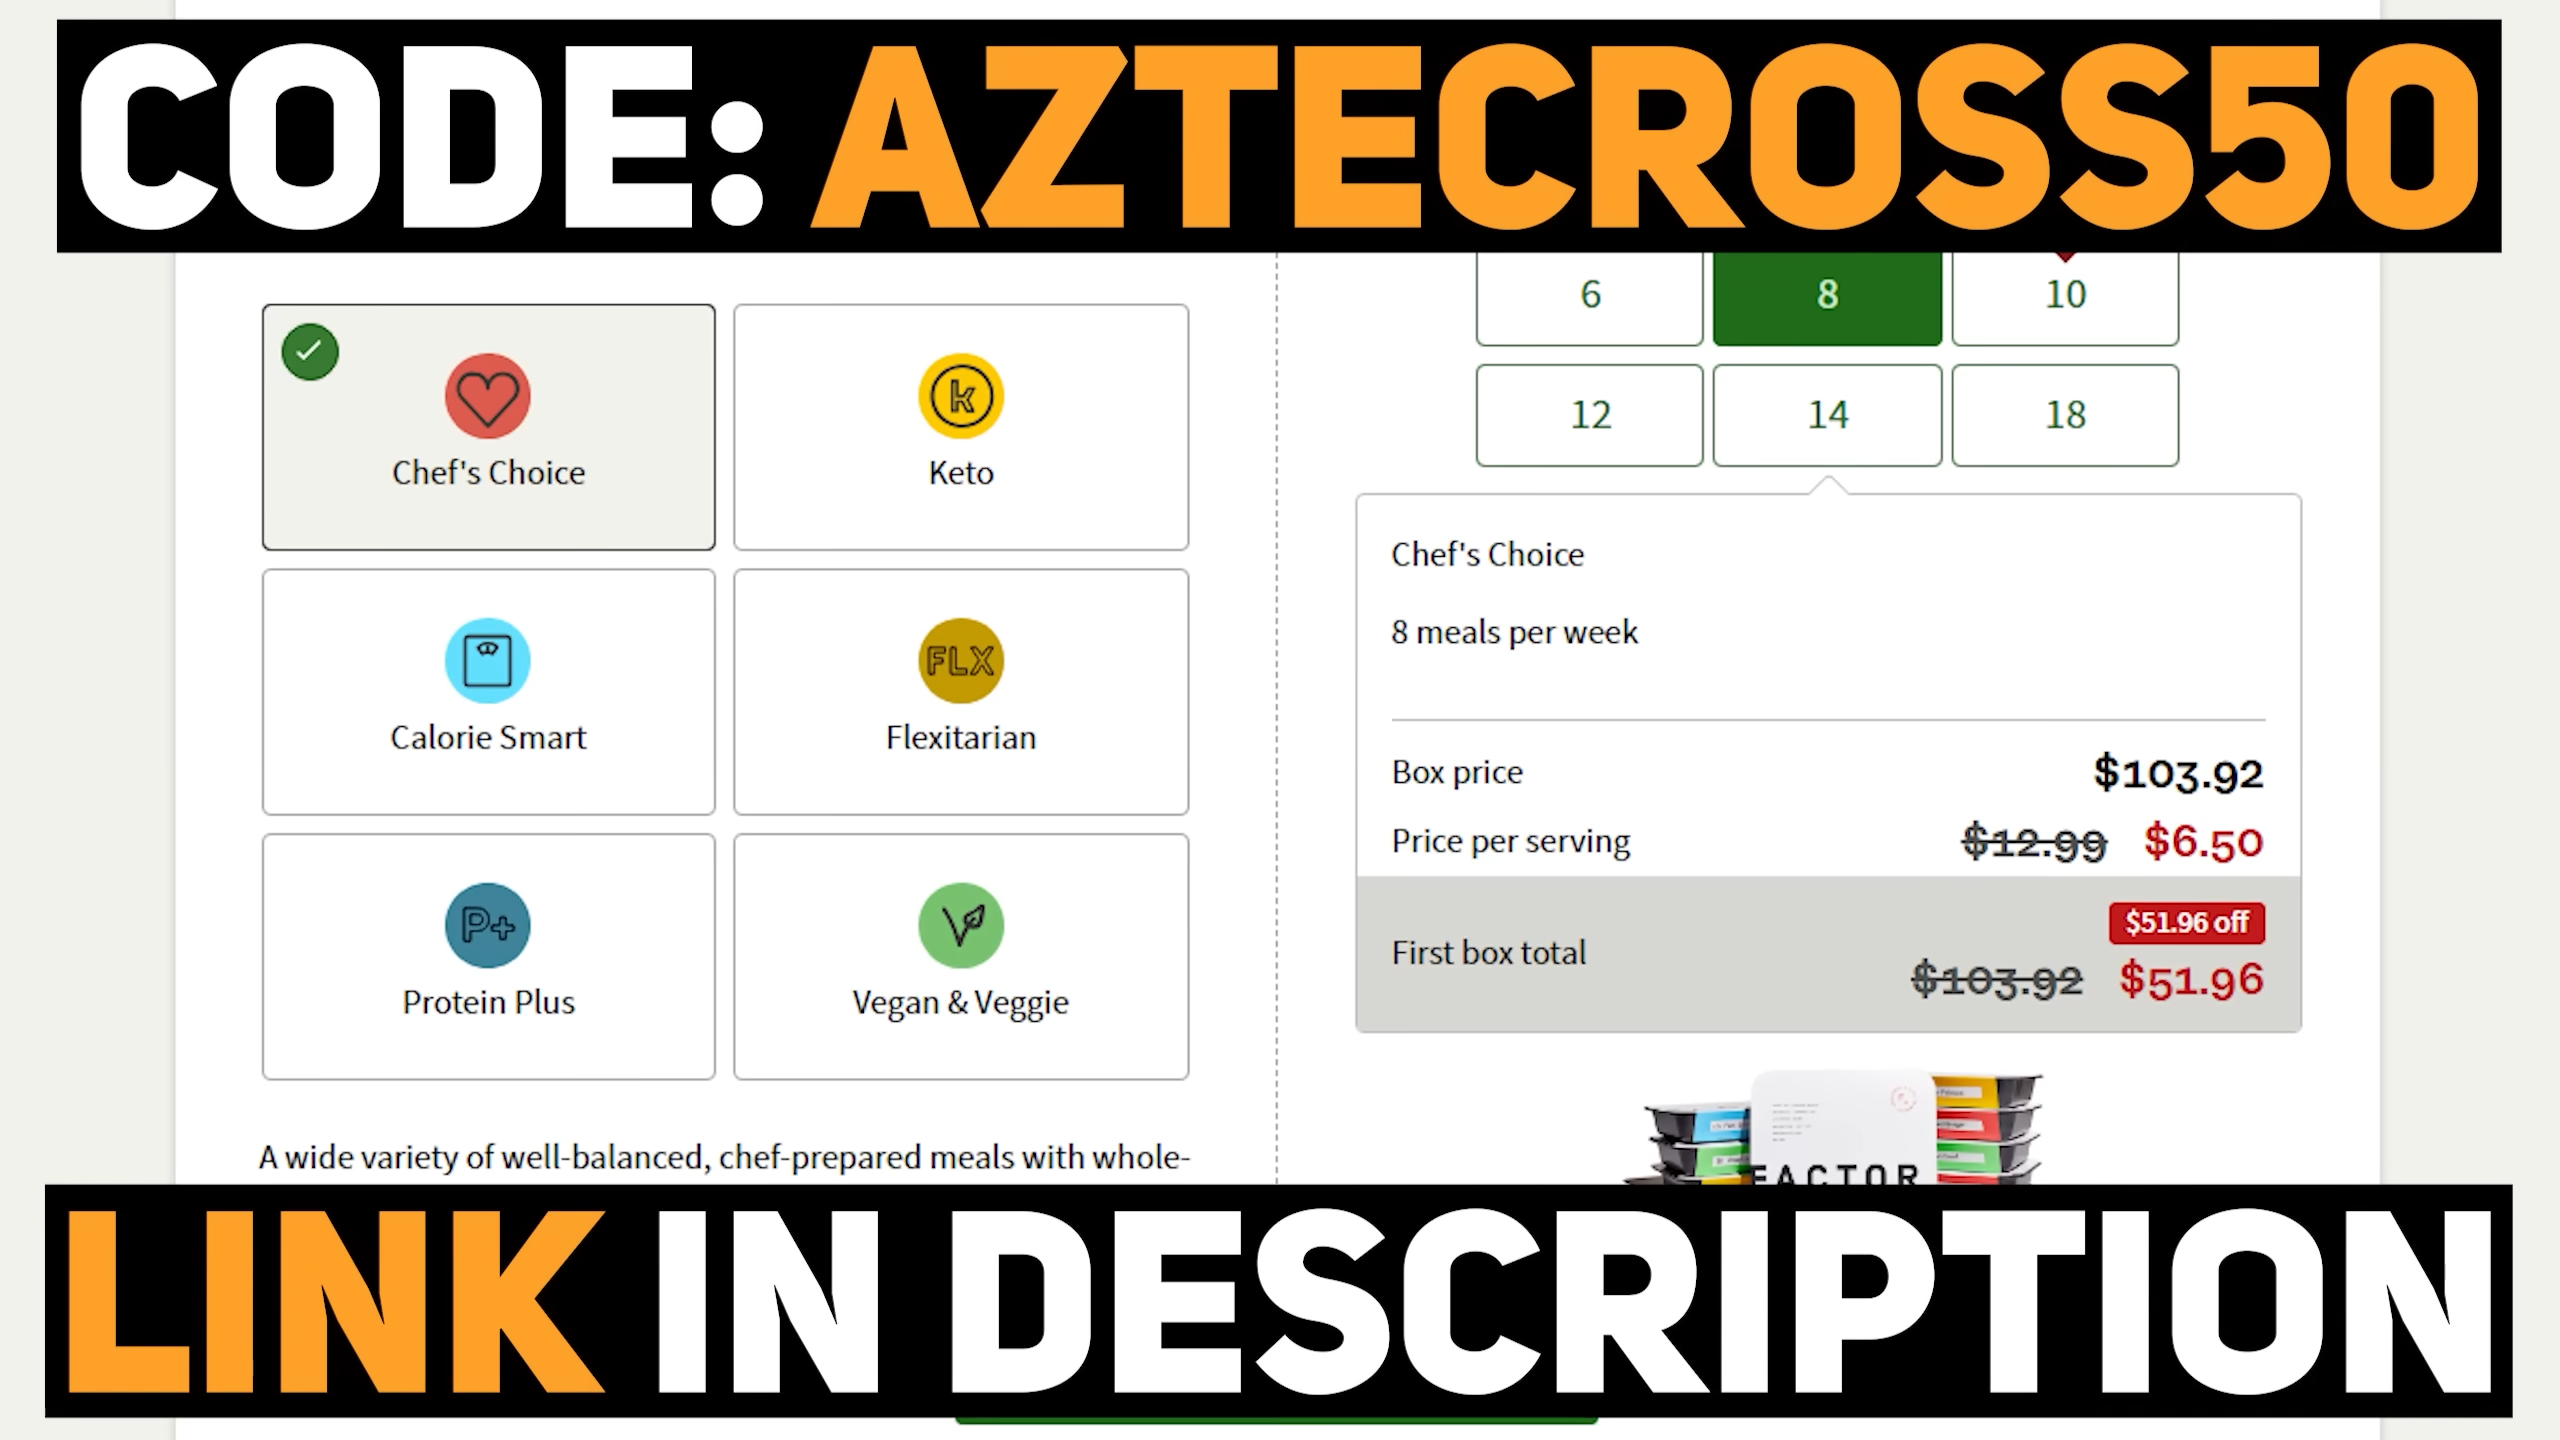 CODE: AZTECROSS50
6
8
10
12
14
18
Chef's Choice
k
Keto
Calorie Smart
FLX
Flexitarian
P+
Protein Plus
V
Vegan & Veggie
A wide variety of well-balanced, chef-prepared meals with whole-
Chef's Choice
8 meals per week
Box price $103.92
Price per serving $12.99 $6.50
$51.96 off
First box total $103.92 $51.96
FACTOR
LINK IN DESCRIPTION